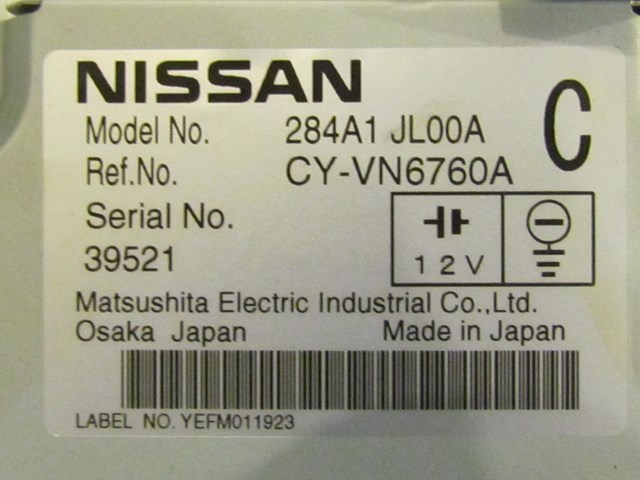 NISSAN
Model No. 284A1 JL00A C
Ref.No. CY-VN6760A
Serial No.
39521
12V
Matsushita Electric Industrial Co.,Ltd.
Osaka Japan Made in Japan
LABEL NO. YEFM011923